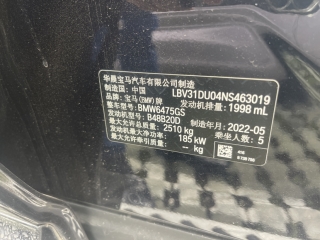 华晨宝马汽车有限公司制造
制造国：中国 LBV31DU04NS463019
品牌：宝马(BMW)牌 发动机排量：1998 mL
整车型号：BMW6475GS
发动机型号：B48B20D
最大允许总质量：2510 kg 制造年月：2022-05
发动机最大净功率：185 kW 乘坐人数：5
最大允许牵引质量：– kg